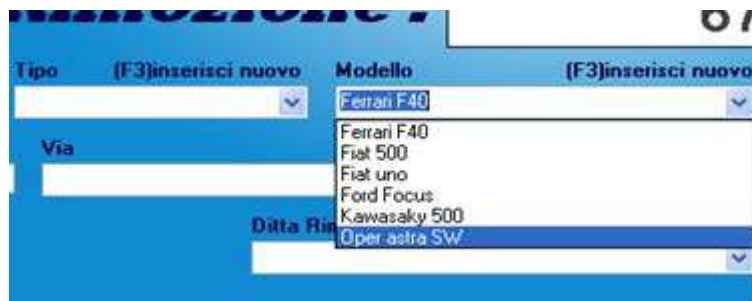 67
Tipo (F3)inserisci nuovo Modello (F3)inserisci nuovo
Ferrari F40
Ferrari F40
Via Fiat 500
Fiat uno
Ford Focus
Kawasaky 500
Ditta Oper astra SW